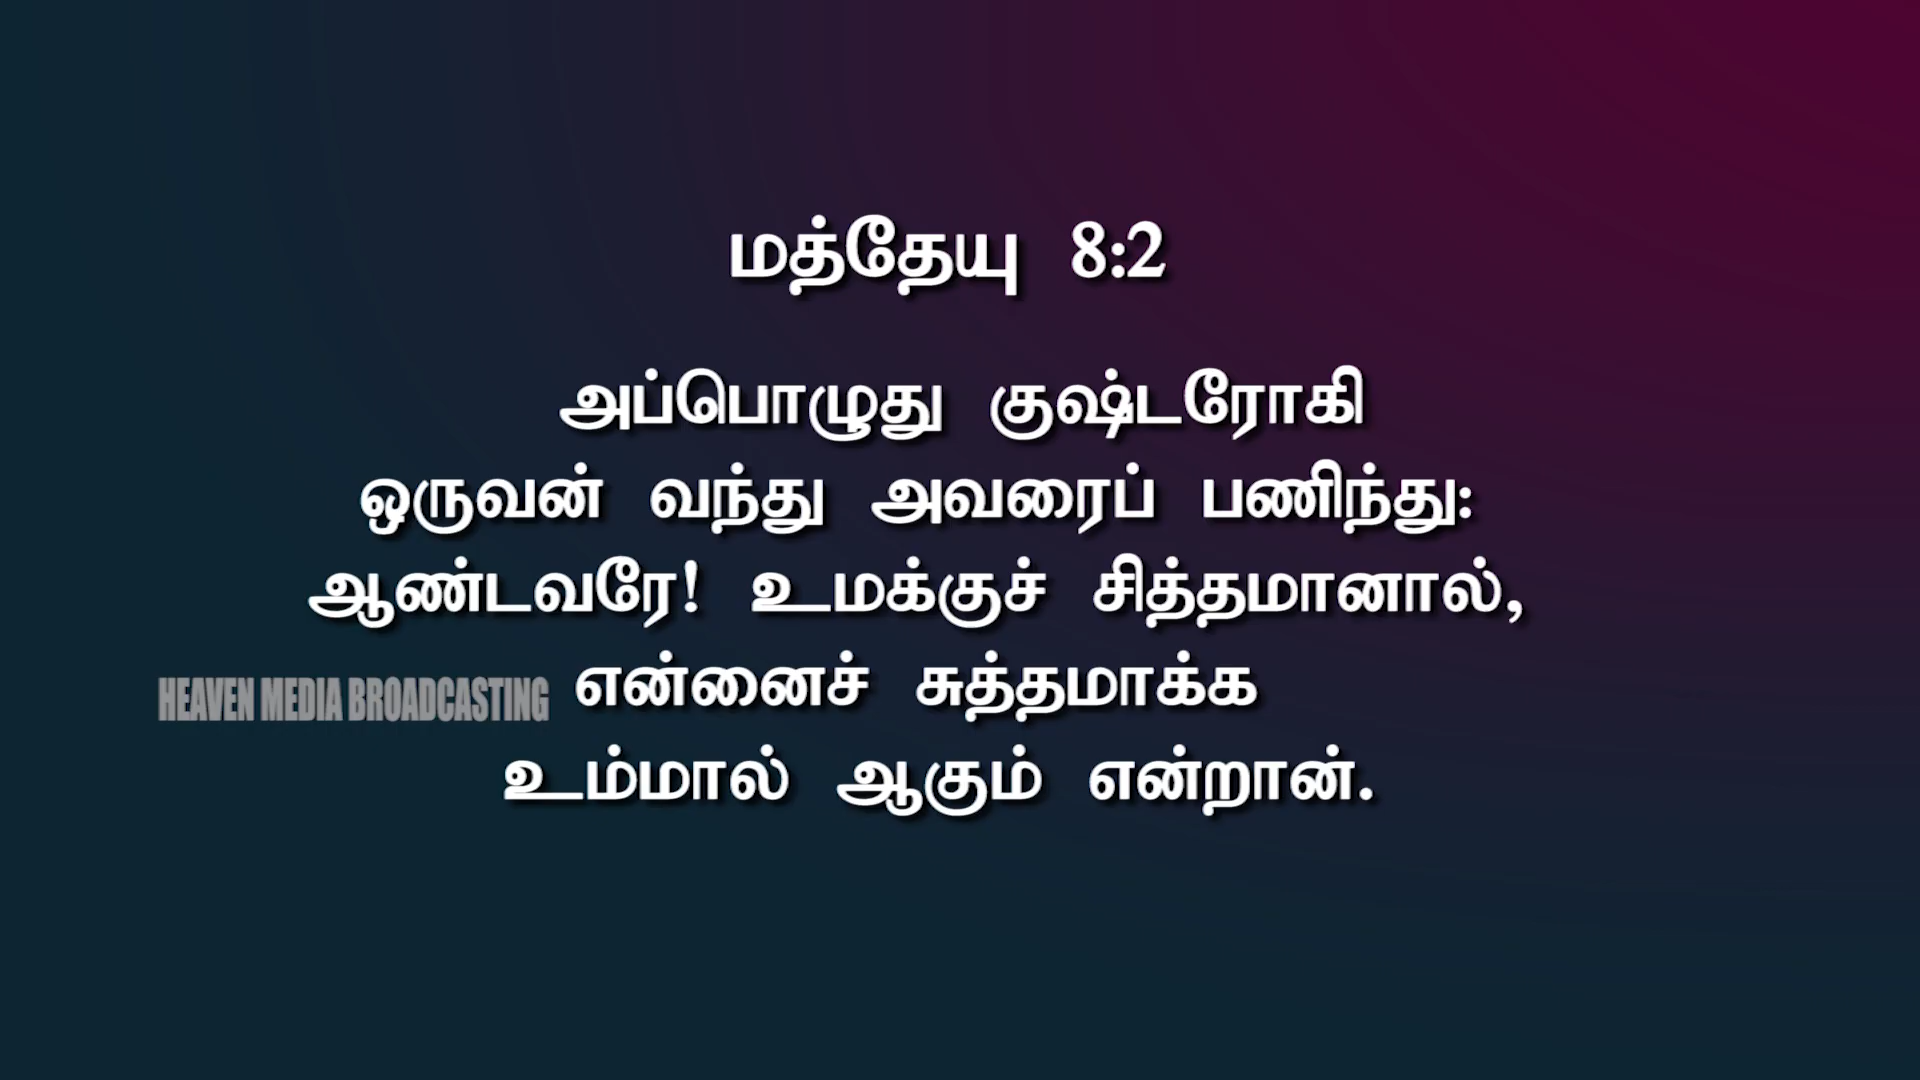 மத்தேயு 8:2
அப்பொழுது குஷ்டரோகி
ஒருவன் வந்து அவரைப் பணிந்து:
ஆண்டவரே! உமக்குச் சித்தமானால்,
என்னைச் சுத்தமாக்க
HEAVEN MEDIA BROADCASTING
உம்மால் ஆகும் என்றான்.